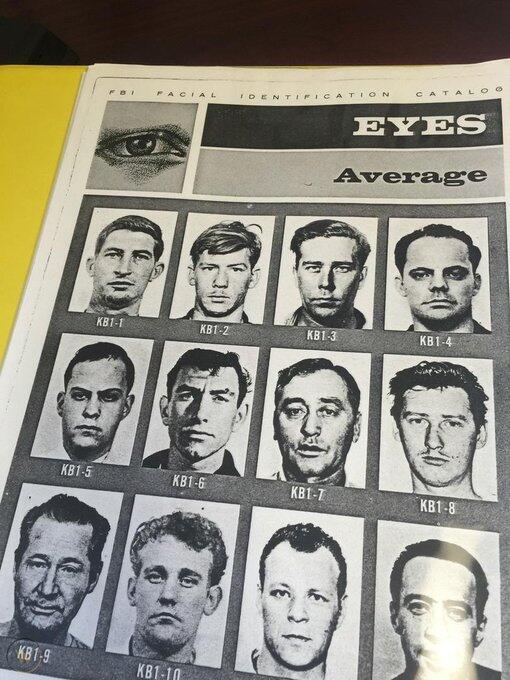 FBI FACIAL IDENTIFICATION CATALOG
EYES
Average
KB1-1 KB1-2 KB1-3 KB1-4
KB1-5 KB1-6 KB1-7 KB1-8
KB1-9 KB1-10